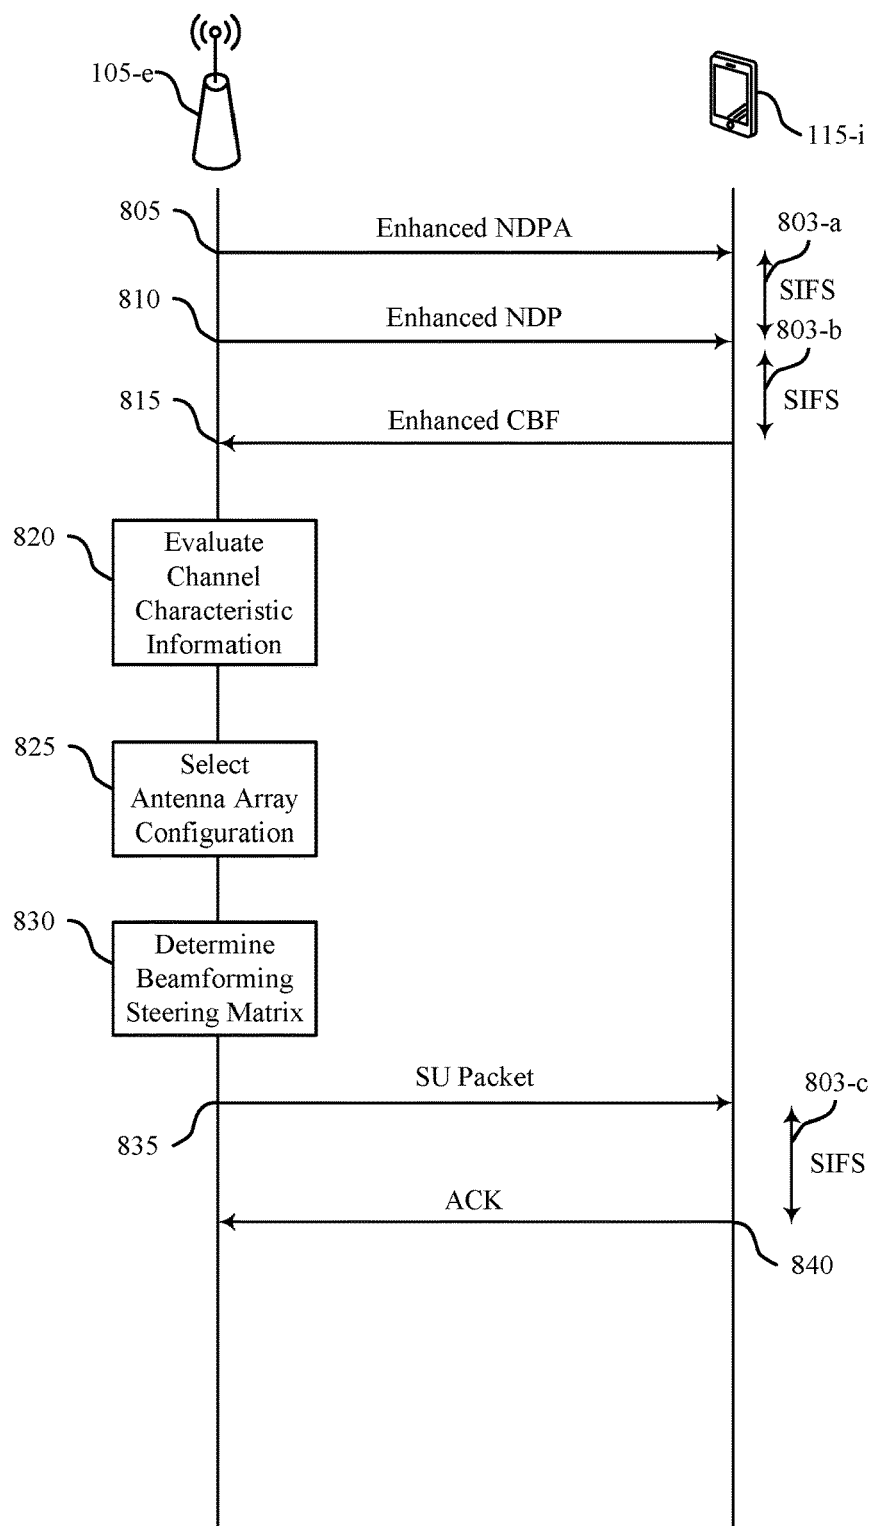 105-e
115-i
805
Enhanced NDPA
803-a
SIFS
810
Enhanced NDP
803-b
SIFS
815
Enhanced CBF
820
Evaluate
Channel
Characteristic
Information
825
Select
Antenna Array
Configuration
830
Determine
Beamforming
Steering Matrix
SU Packet
803-c
835
SIFS
ACK
840